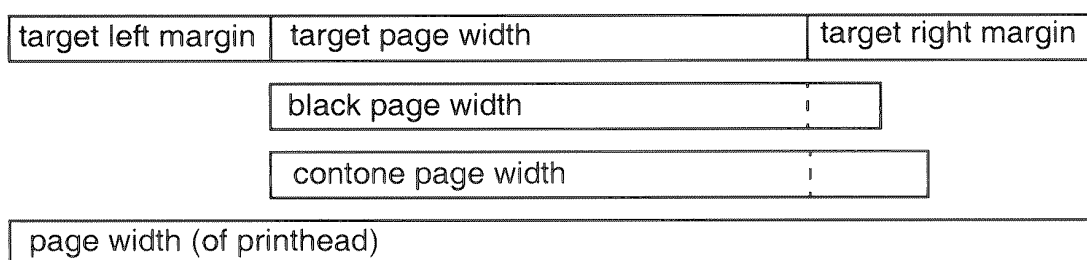 target left margin target page width target right margin
black page width
contone page width
page width (of printhead)